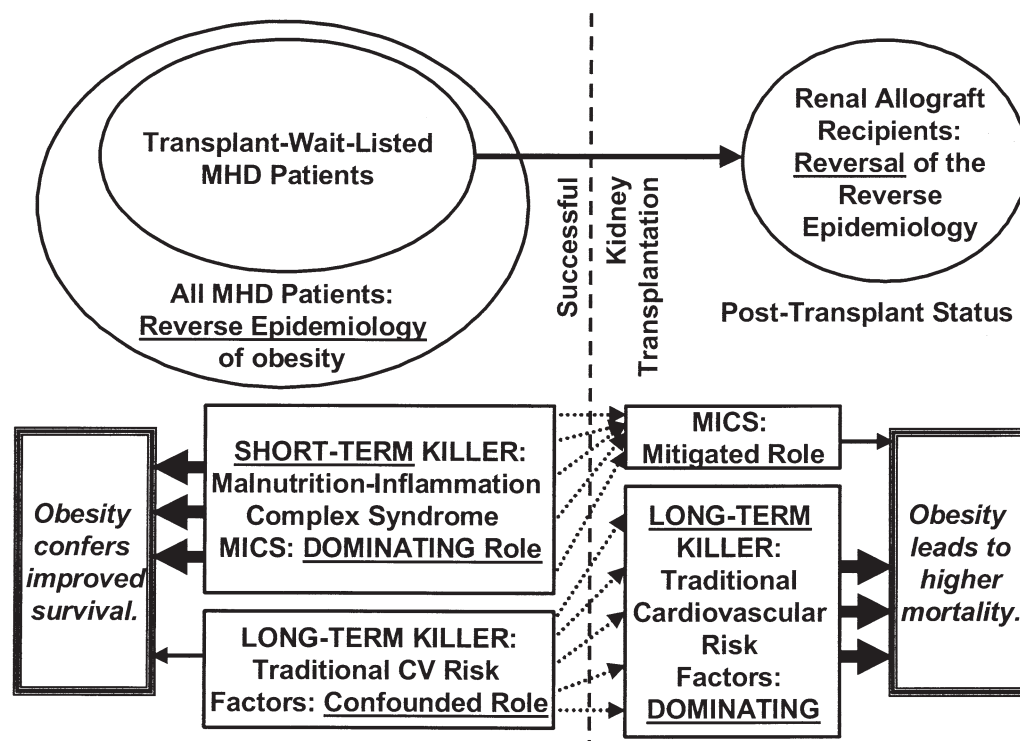 Transplant-Wait-Listed
MHD Patients
All MHD Patients:
Reverse Epidemiology
of obesity
Successful
Kidney
Transplantation
Renal Allograft
Recipients:
Reversal of the
Reverse
Epidemiology
Post-Transplant Status
Obesity
confers
improved
survival.
SHORT-TERM KILLER:
Malnutrition-Inflammation
Complex Syndrome
MICS: DOMINATING Role
LONG-TERM KILLER:
Traditional CV Risk
Factors: Confounded Role
MICS:
Mitigated Role
LONG-TERM
KILLER:
Traditional
Cardiovascular
Risk
Factors:
DOMINATING
Obesity
leads to
higher
mortality.